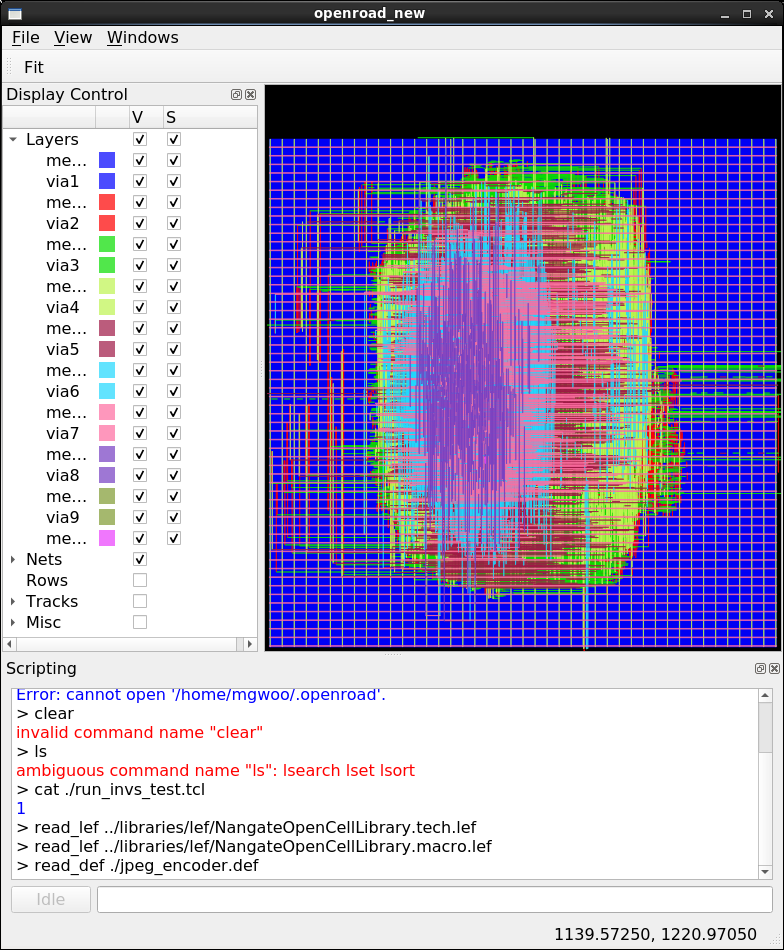 openroad_new
File View Windows
Fit
Display Control
V S
Layers
me...
via1
me...
via2
me...
via3
me...
via4
me...
via5
me...
via6
me...
via7
me...
via8
me...
via9
me...
Nets
Rows
Tracks
Misc
Scripting
Error: cannot open '/home/mgwoo/.openroad'.
> clear
invalid command name "clear"
> ls
ambiguous command name "ls": lsearch lset lsort
> cat ./run_invs_test.tcl
1
> read_lef ../libraries/lef/NangateOpenCellLibrary.tech.lef
> read_lef ../libraries/lef/NangateOpenCellLibrary.macro.lef
> read_def ./jpeg_encoder.def
Idle
1139.57250, 1220.97050